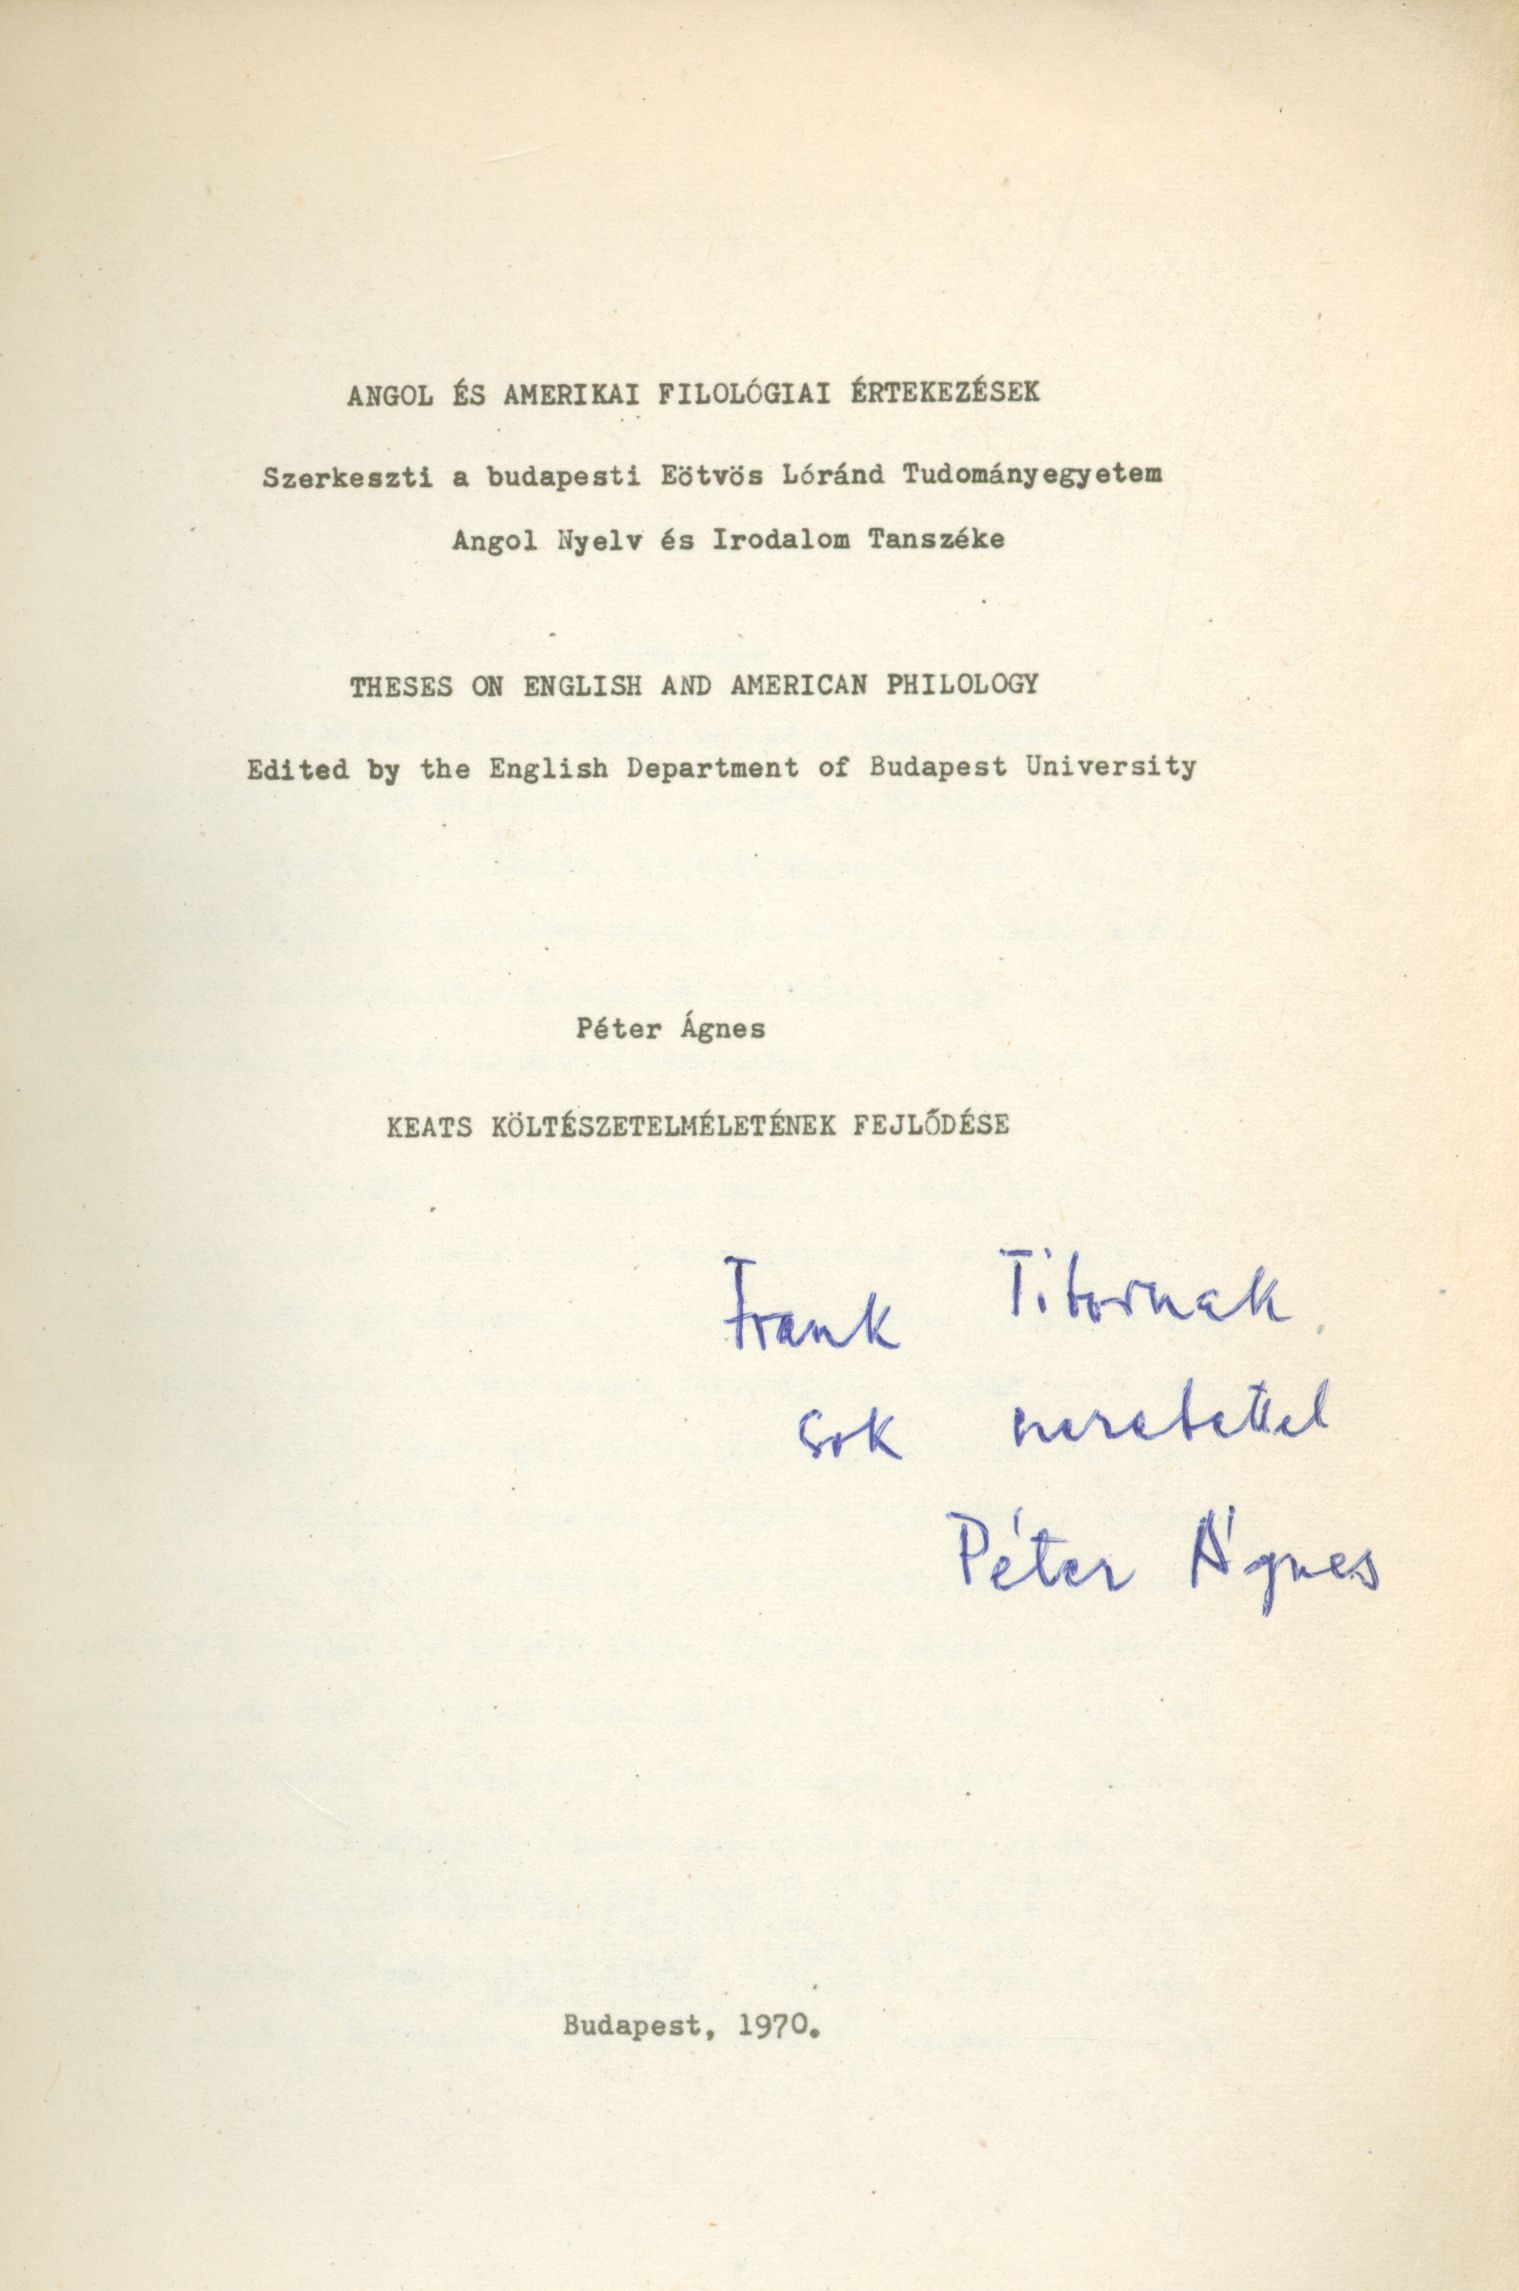 ANGOL ÉS AMERIKAI FILOLÓGIAI ÉRTEKEZÉSEK
Szerkeszti a budapesti Eötvös Lóránd Tudományegyetem
Angol Nyelv és Irodalom Tanszéke
THESES ON ENGLISH AND AMERICAN PHILOLOGY
Edited by the English Department of Budapest University
Péter Ágnes
KEATS KÖLTÉSZETELMÉLETÉNEK FEJLŐDÉSE
Frank Tibornak
sok szeretettel
Péter Ágnes
Budapest, 1970.